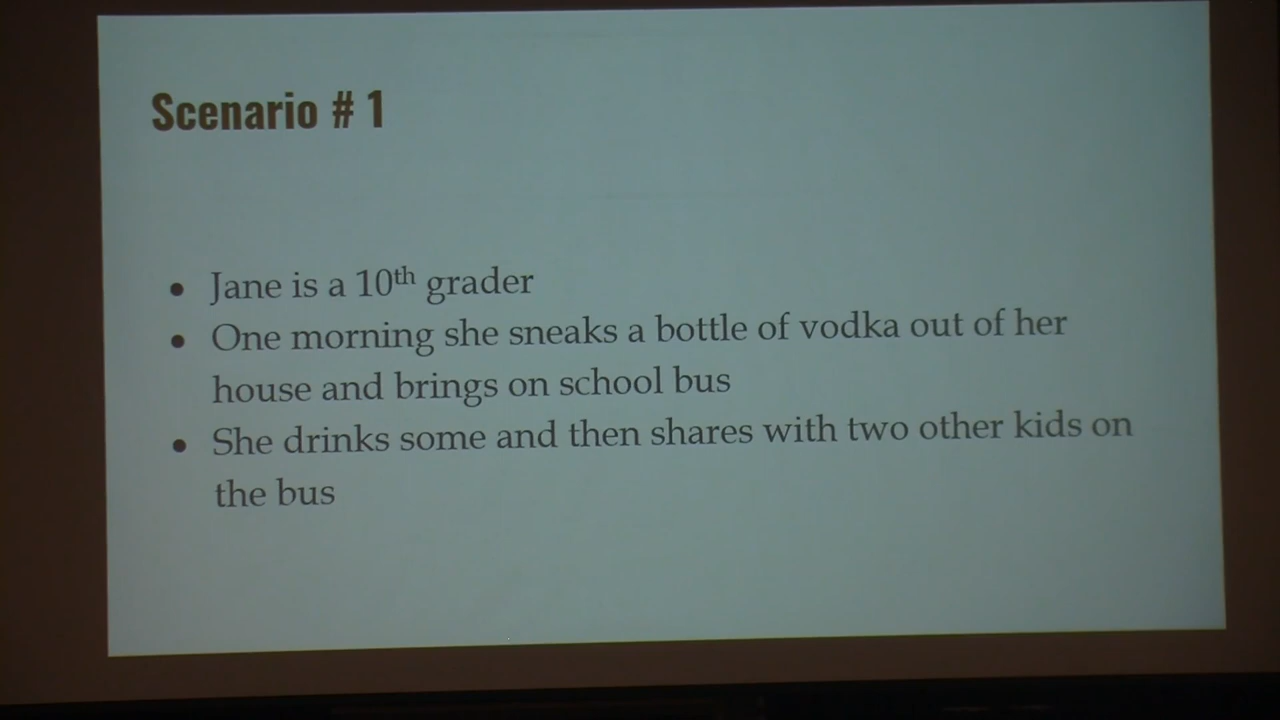 Scenario # 1
• Jane is a 10th grader
• One morning she sneaks a bottle of vodka out of her
house and brings on school bus
• She drinks some and then shares with two other kids on
the bus